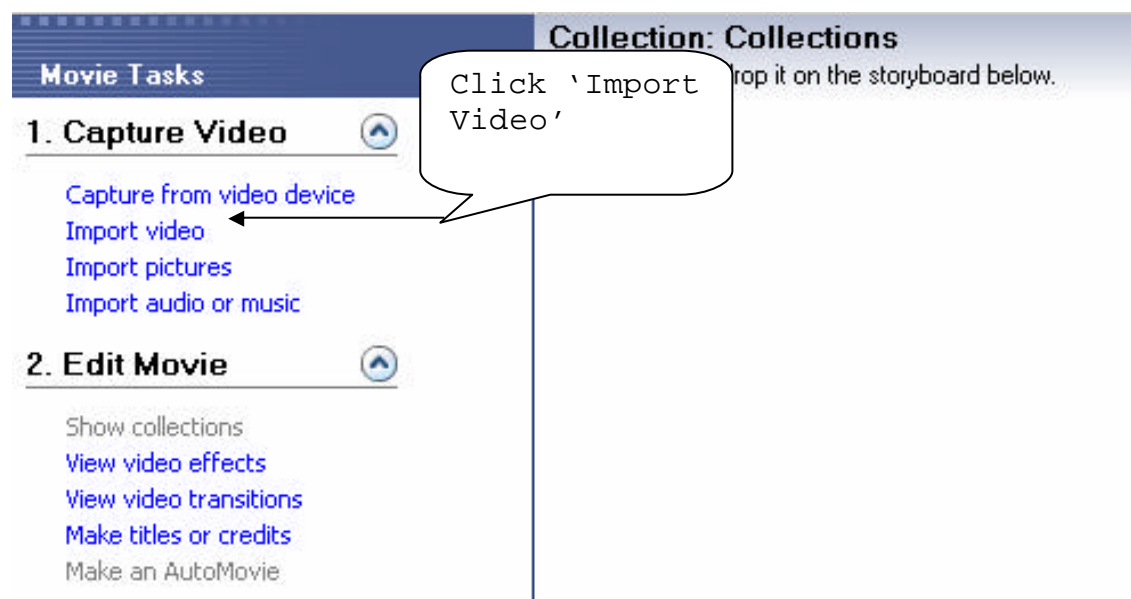 Movie Tasks
1. Capture Video
Capture from video device
Import video
Import pictures
Import audio or music
2. Edit Movie
Show collections
View video effects
View video transitions
Make titles or credits
Make an AutoMovie
Collection: Collections
rop it on the storyboard below.
Click ‘Import
Video’